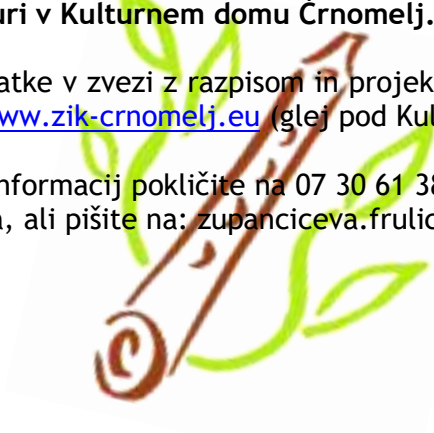 uri v Kulturnem domu Črnomelj.
atke v zvezi z razpisom in projek
www.zik-crnomelj.eu (glej pod Kul
nformacij pokličite na 07 30 61 38
, ali pišite na: zupanciceva.frulic